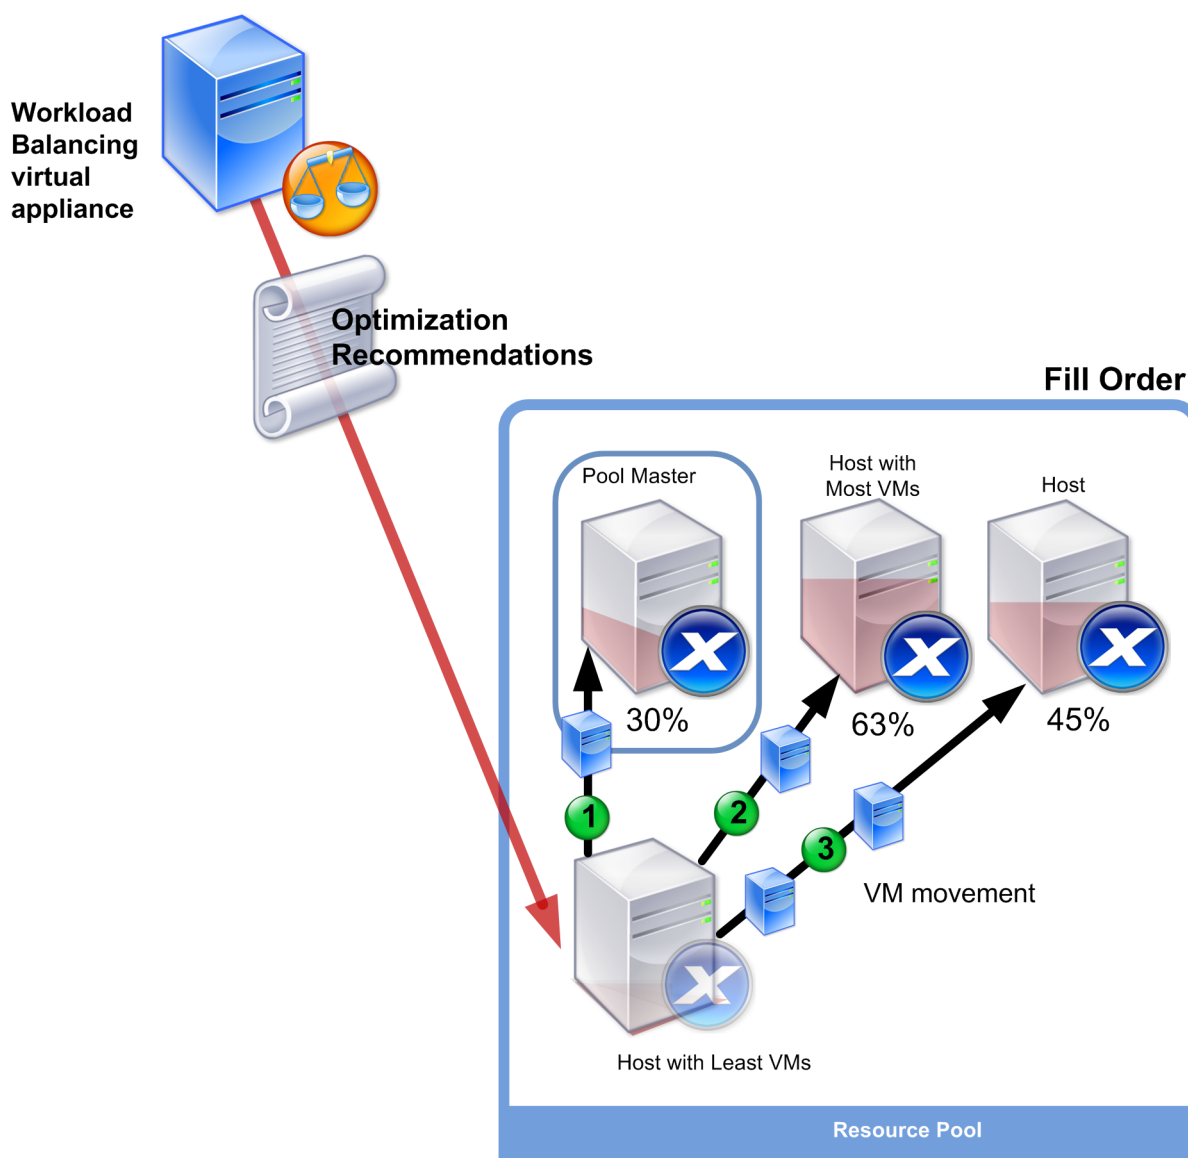 Workload
Balancing
virtual
appliance
Optimization
Recommendations
Fill Order
Pool Master
Host with
Most VMs
Host
X
X
X
30%
63%
45%
1
2
3
VM movement
X
Host with Least VMs
Resource Pool